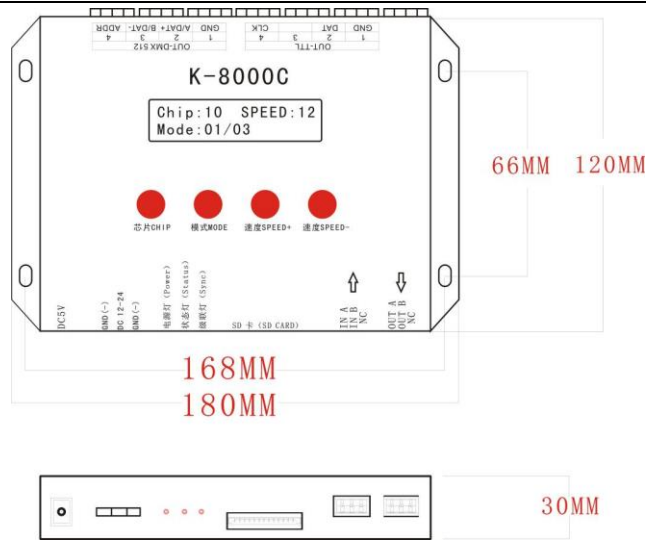 ADDR B/DAT- A/DAT+ GND CLK DAT GND
4 3 2 1 4 3 2 1
OUT-DMX512 OUT-TTL
K-8000C
Chip:10 SPEED:12
Mode:01/03
芯片CHIP 模式MODE 速度SPEED+ 速度SPEED-
66MM 120MM
DC5V
GND(-)
DC 12-24
GND(-)
电源灯 (Power)
状态灯 (Status)
级联灯 (Sync)
SD 卡 (SD CARD)
IN A
IN B
NC
OUT A
OUT B
NC
168MM
180MM
30MM